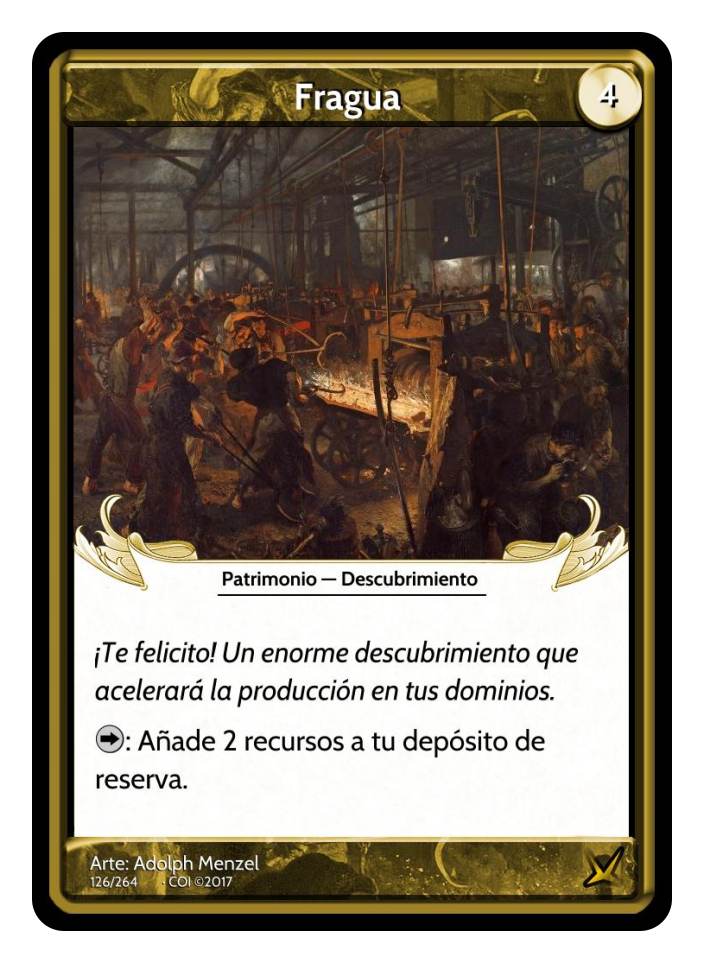 Fragua
4
Patrimonio — Descubrimiento
¡Te felicito! Un enorme descubrimiento que
acelerará la producción en tus dominios.
: Añade 2 recursos a tu depósito de
reserva.
Arte: Adolph Menzel
126/264 · COI ©2017